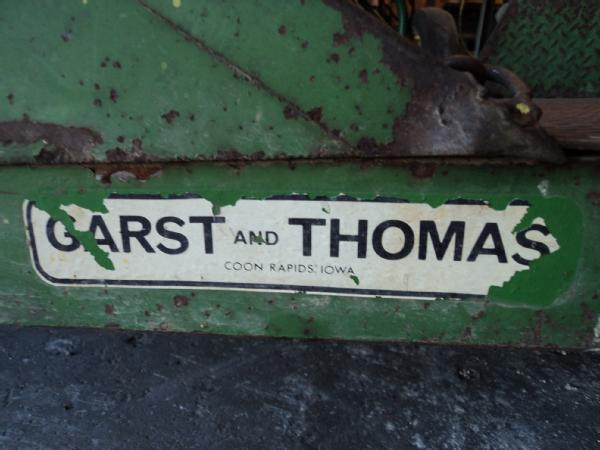 GARST AND THOMAS
COON RAPIDS, IOWA